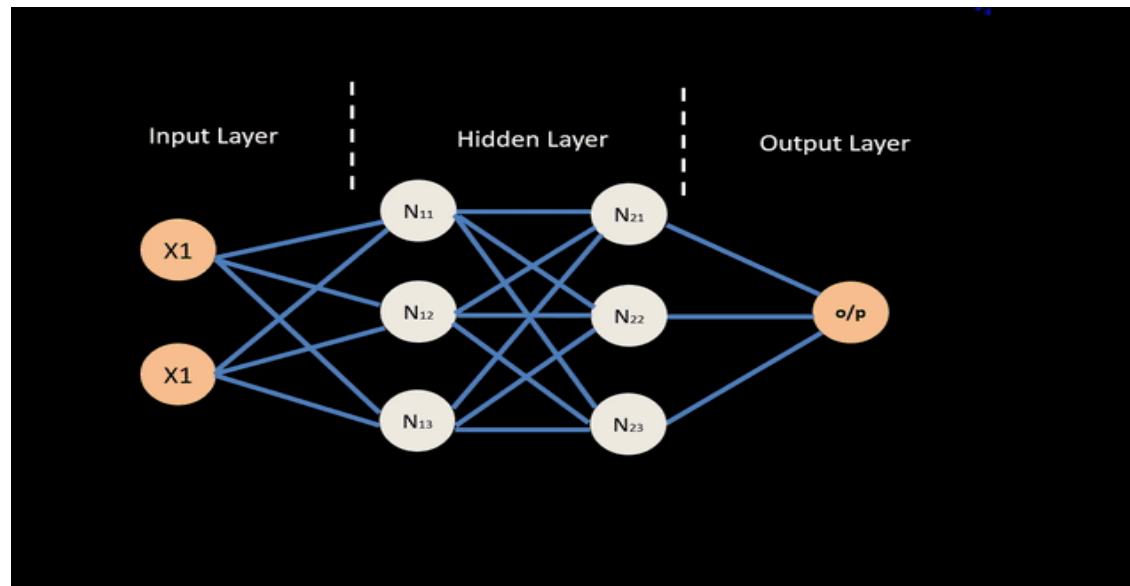 Input Layer
Hidden Layer
Output Layer
X1
X1
N₁₁
N₁₂
N₁₃
N₂₁
N₂₂
N₂₃
o/p